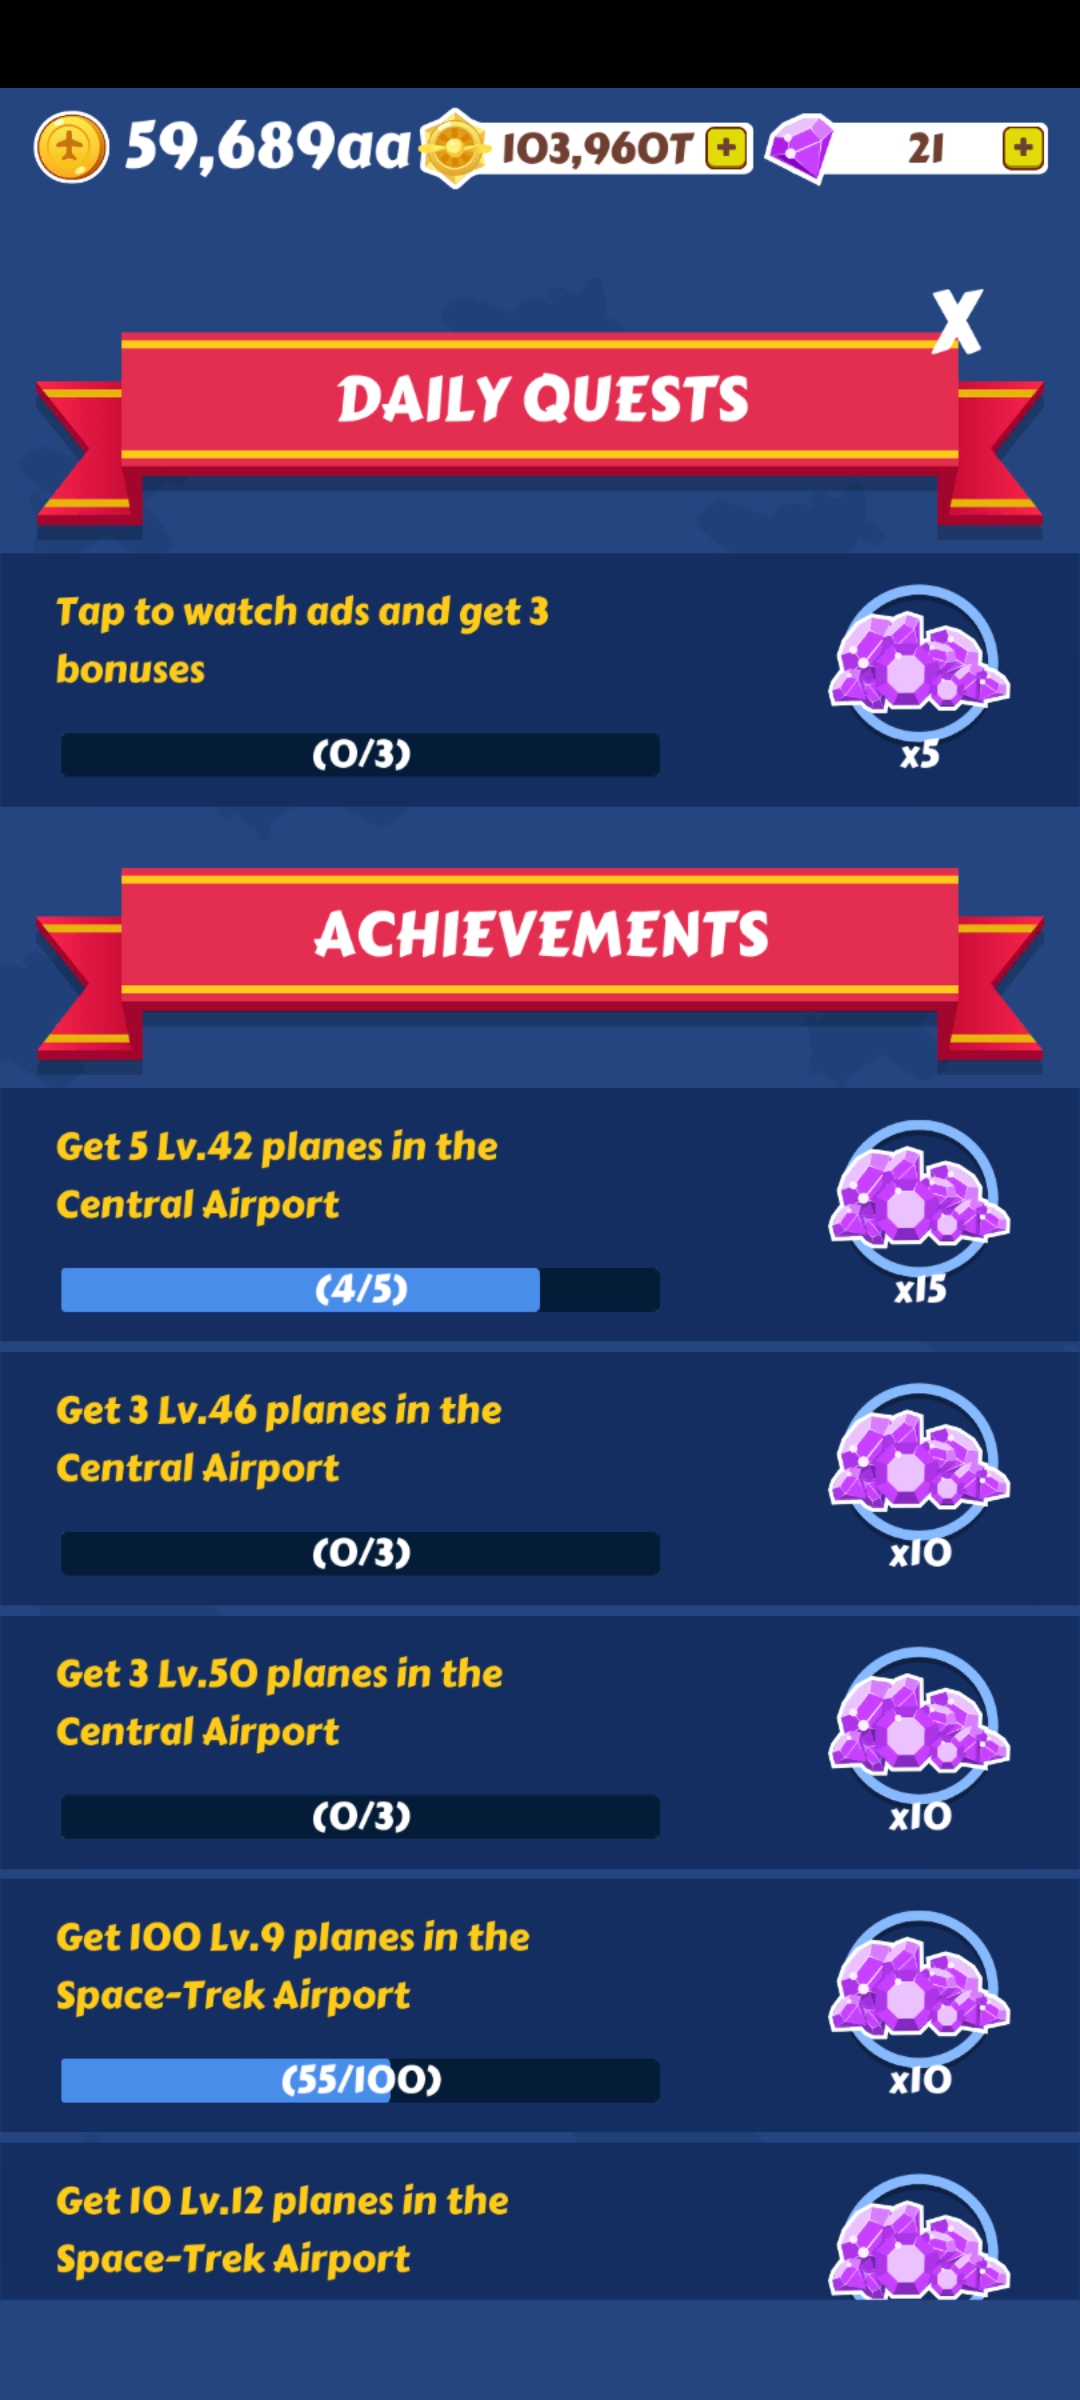 59,689aa 103,960T + 21 +
X
DAILY QUESTS
Tap to watch ads and get 3
bonuses
(0/3)
x5
ACHIEVEMENTS
Get 5 Lv.42 planes in the
Central Airport
(4/5)
x15
Get 3 Lv.46 planes in the
Central Airport
(0/3)
x10
Get 3 Lv.50 planes in the
Central Airport
(0/3)
x10
Get 100 Lv.9 planes in the
Space-Trek Airport
(55/100)
x10
Get 10 Lv.12 planes in the
Space-Trek Airport